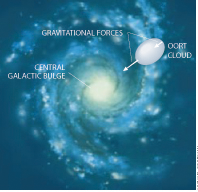 GRAVITATIONAL FORCES
OORT
CLOUD
CENTRAL
GALACTIC BULGE